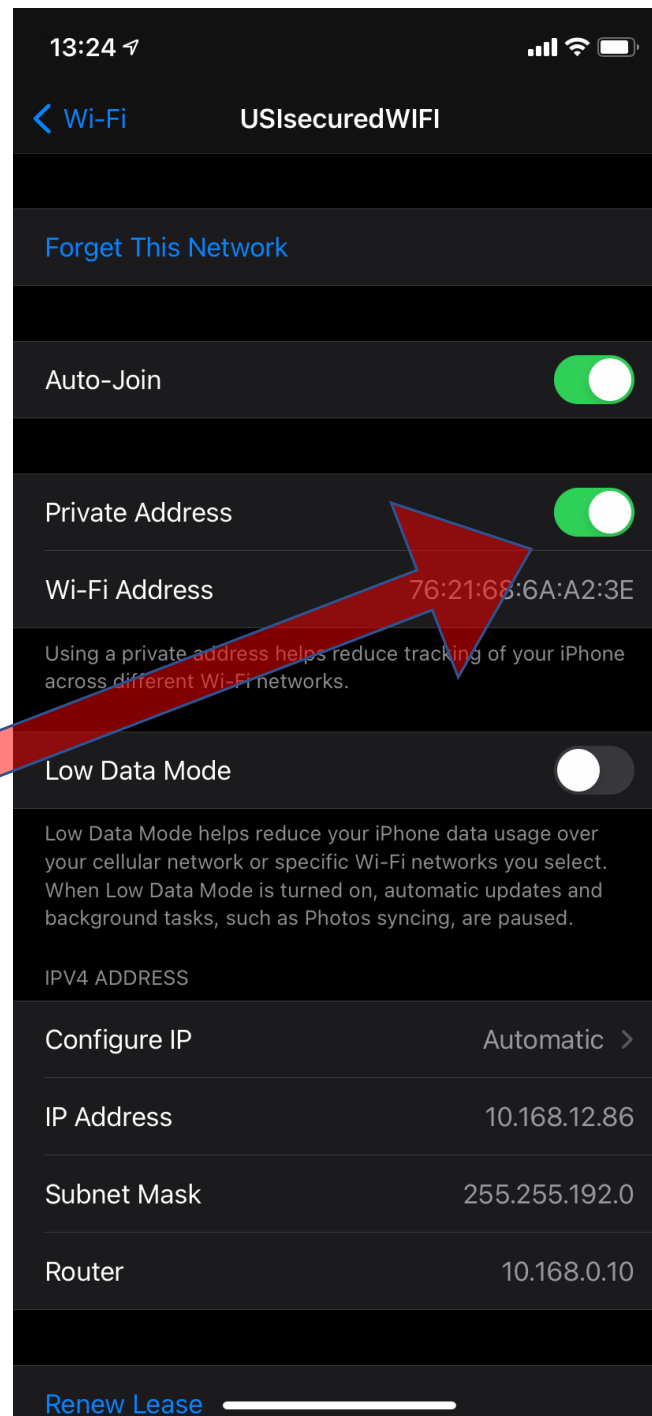 13:24
Wi-Fi USIsecuredWIFI
Forget This Network
Auto-Join
Private Address
Wi-Fi Address 76:21:68:6A:A2:3E
Using a private address helps reduce tracking of your iPhone
across different Wi-Fi networks.
Low Data Mode
Low Data Mode helps reduce your iPhone data usage over
your cellular network or specific Wi-Fi networks you select.
When Low Data Mode is turned on, automatic updates and
background tasks, such as Photos syncing, are paused.
IPV4 ADDRESS
Configure IP Automatic
IP Address 10.168.12.86
Subnet Mask 255.255.192.0
Router 10.168.0.10
Renew Lease